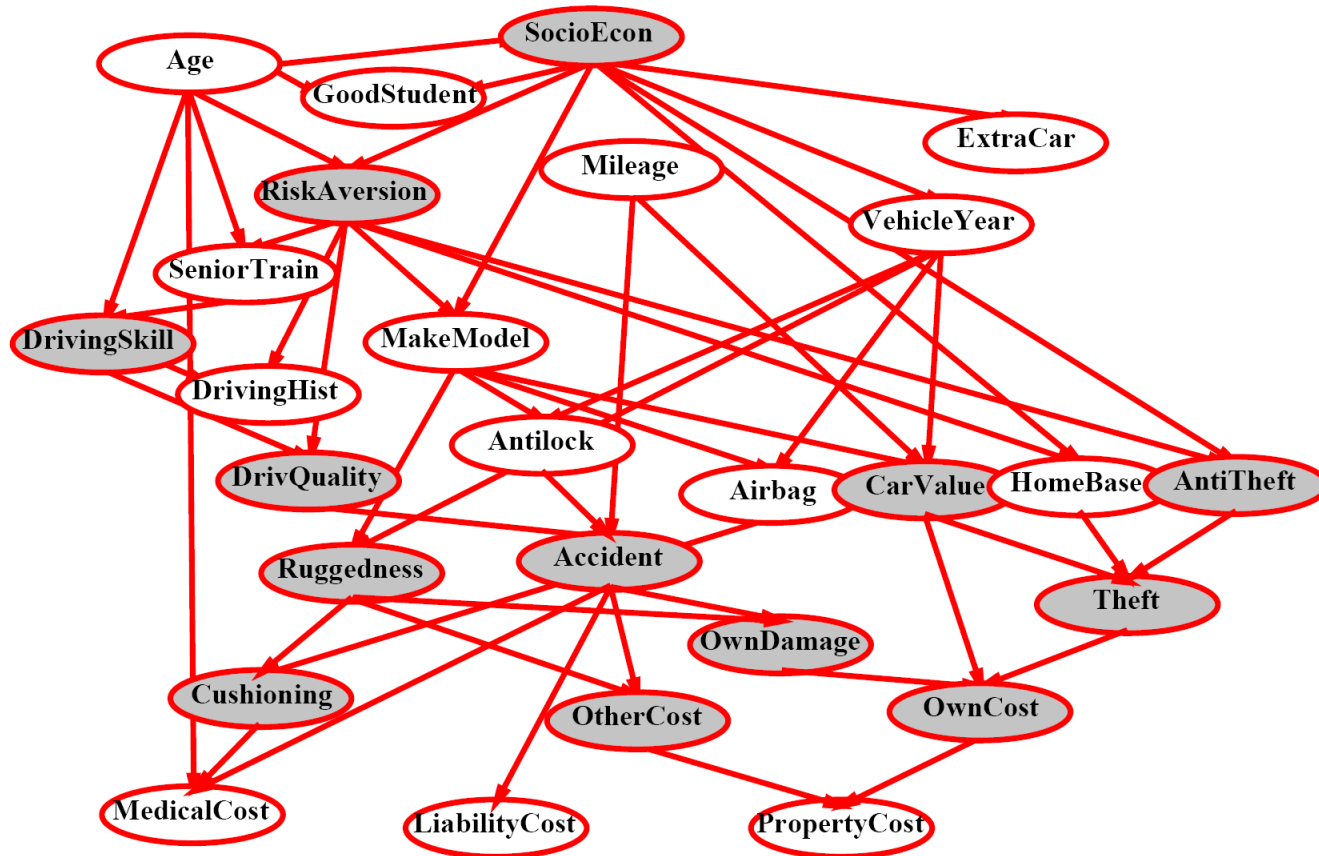 SocioEcon
Age
GoodStudent
ExtraCar
Mileage
RiskAversion
VehicleYear
SeniorTrain
DrivingSkill
MakeModel
DrivingHist
Antilock
DrivQuality
Airbag
CarValue
HomeBase
AntiTheft
Ruggedness
Accident
Theft
OwnDamage
Cushioning
OtherCost
OwnCost
MedicalCost
LiabilityCost
PropertyCost